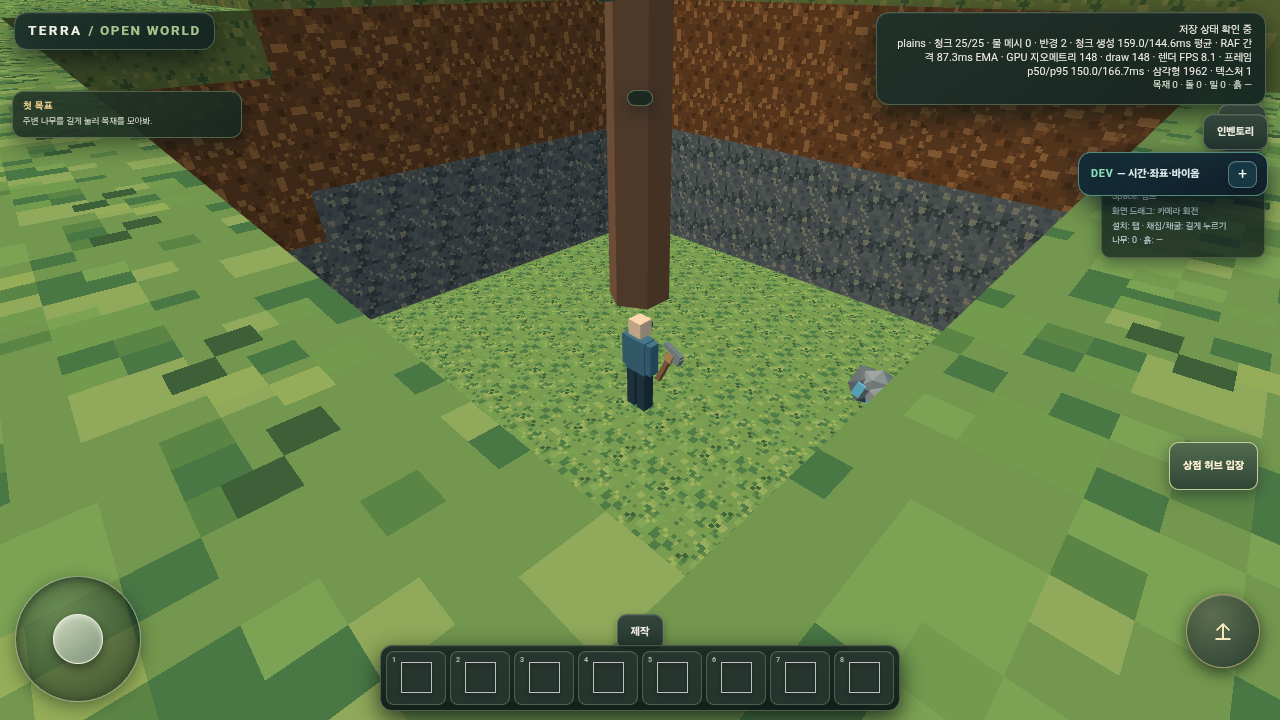 TERRA / OPEN WORLD
첫 목표
주변 나무를 길게 눌러 목재를 모아봐.
저장 상태 확인 중
plains · 청크 25/25 · 물 메시 0 · 반경 2 · 청크 생성 159.0/144.6ms 평균 · RAF 간
격 87.3ms EMA · GPU 지오메트리 148 · draw 148 · 렌더 FPS 8.1 · 프레임
p50/p95 150.0/166.7ms · 삼각형 1962 · 텍스처 1
목재 0 · 돌 0 · 밀 0 · 흙 —
인벤토리
DEV — 시간·좌표·바이옴
+
화면 드래그: 카메라 회전
설치: 탭 · 채집/채굴: 길게 누르기
나무: 0 · 흙: —
상점 허브 입장
제작
1 2 3 4 5 6 7 8